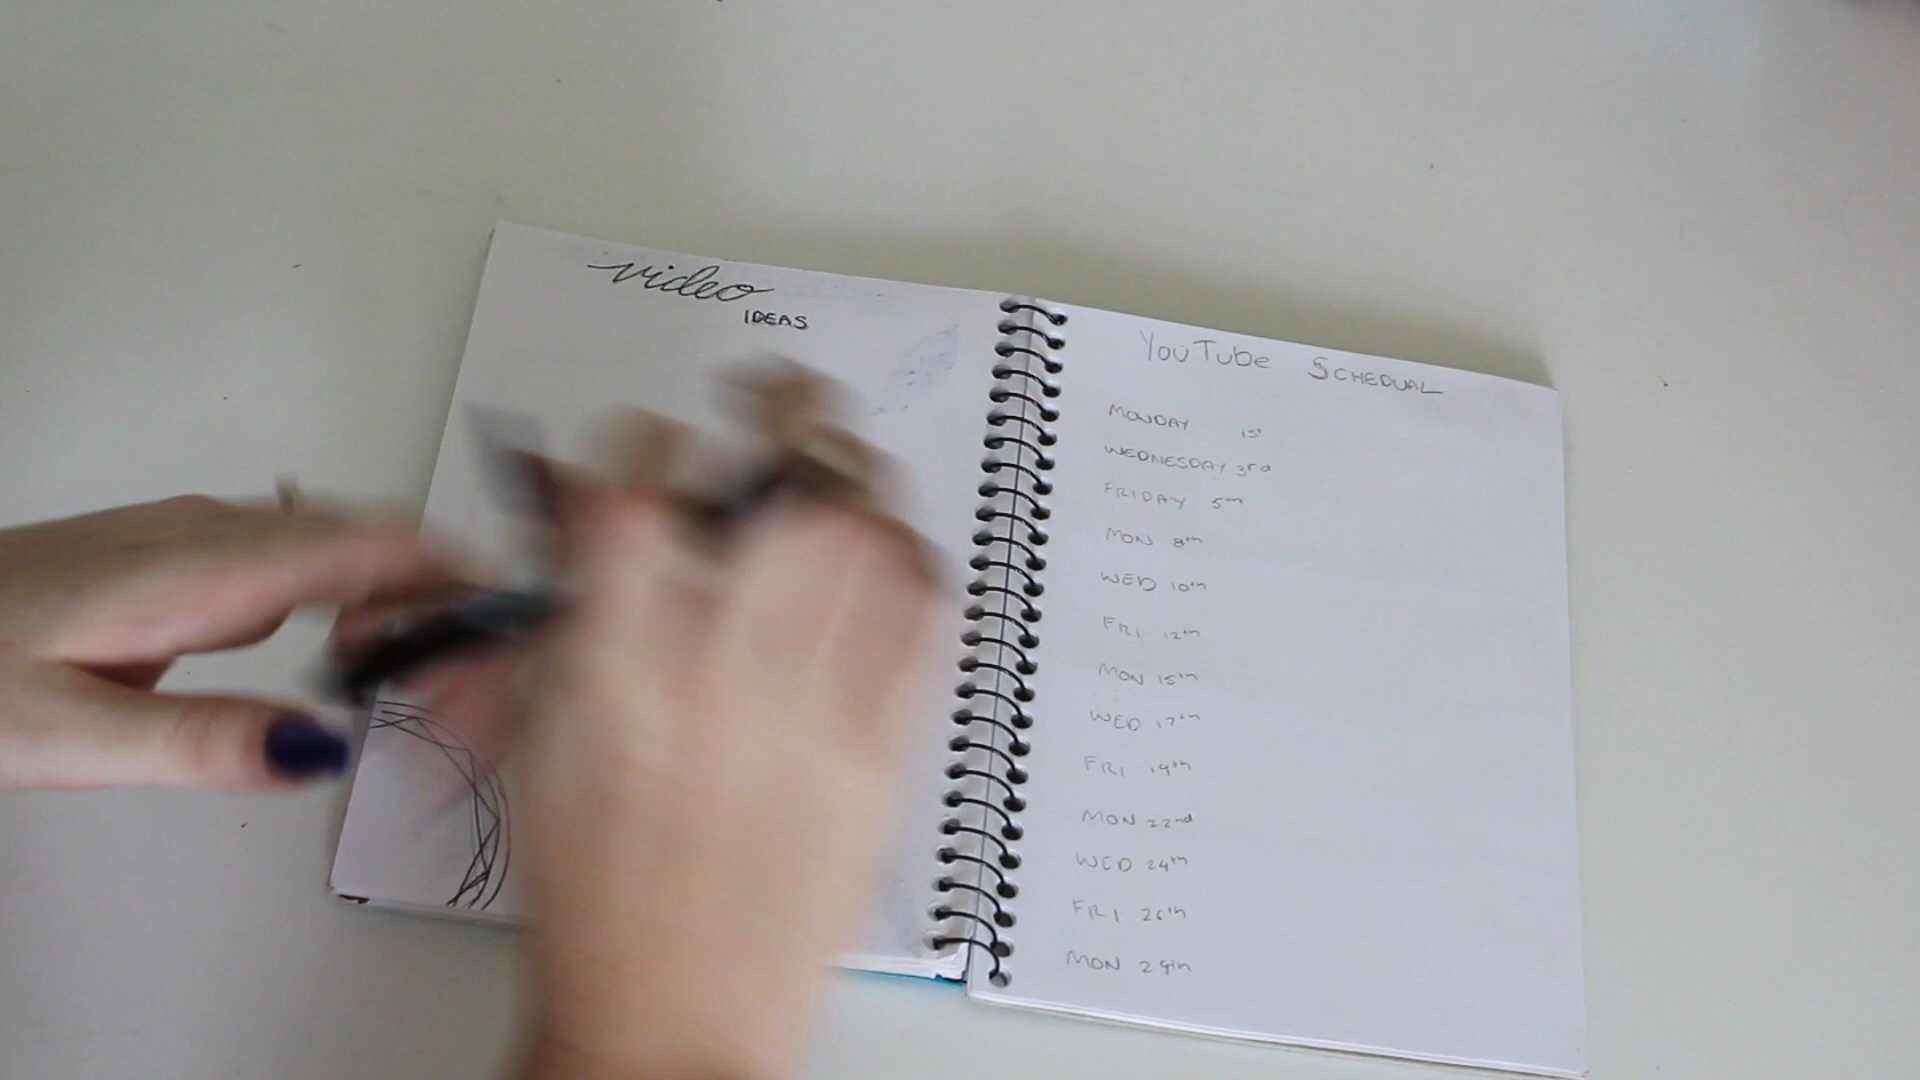 video
IDEAS
YouTube SCHEDUAL
MONDAY 1st
WEDNESDAY 3rd
FRIDAY 5th
MON 8th
WED 10th
FRI 12th
MON 15th
WED 17th
FRI 19th
MON 22nd
WED 24th
FRI 26th
MON 29th